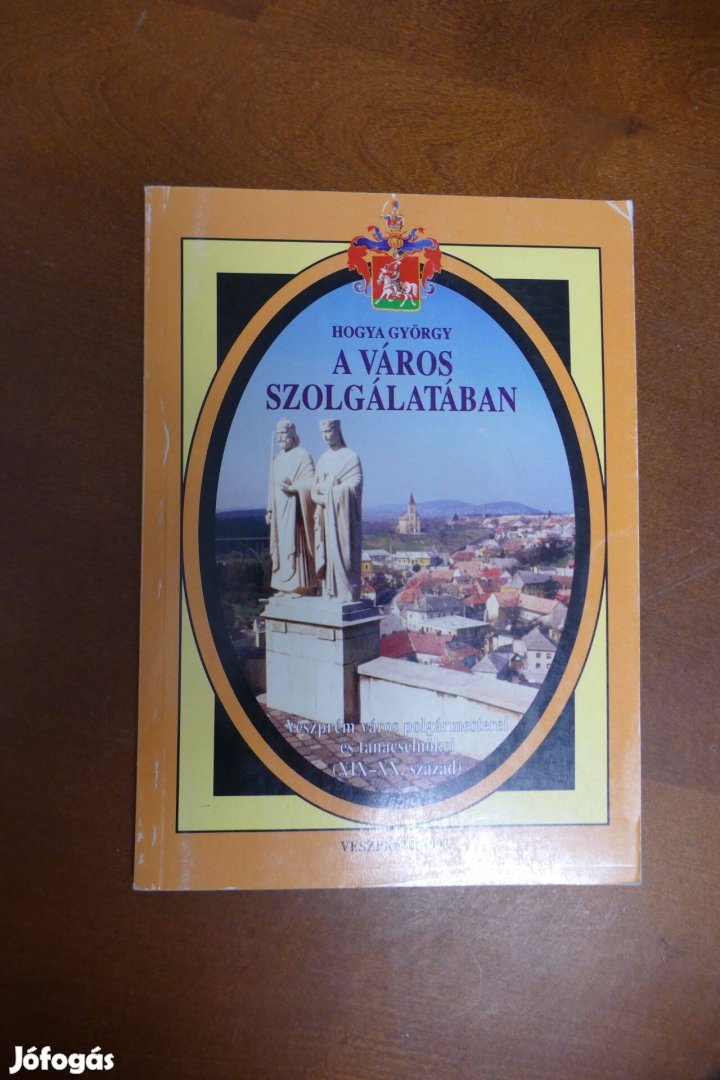 HOGYA GYÖRGY
A VÁROS
SZOLGÁLATÁBAN
Veszprém város polgármesterei
és tanácselnökei
(XIX–XX. század)
Jófogás